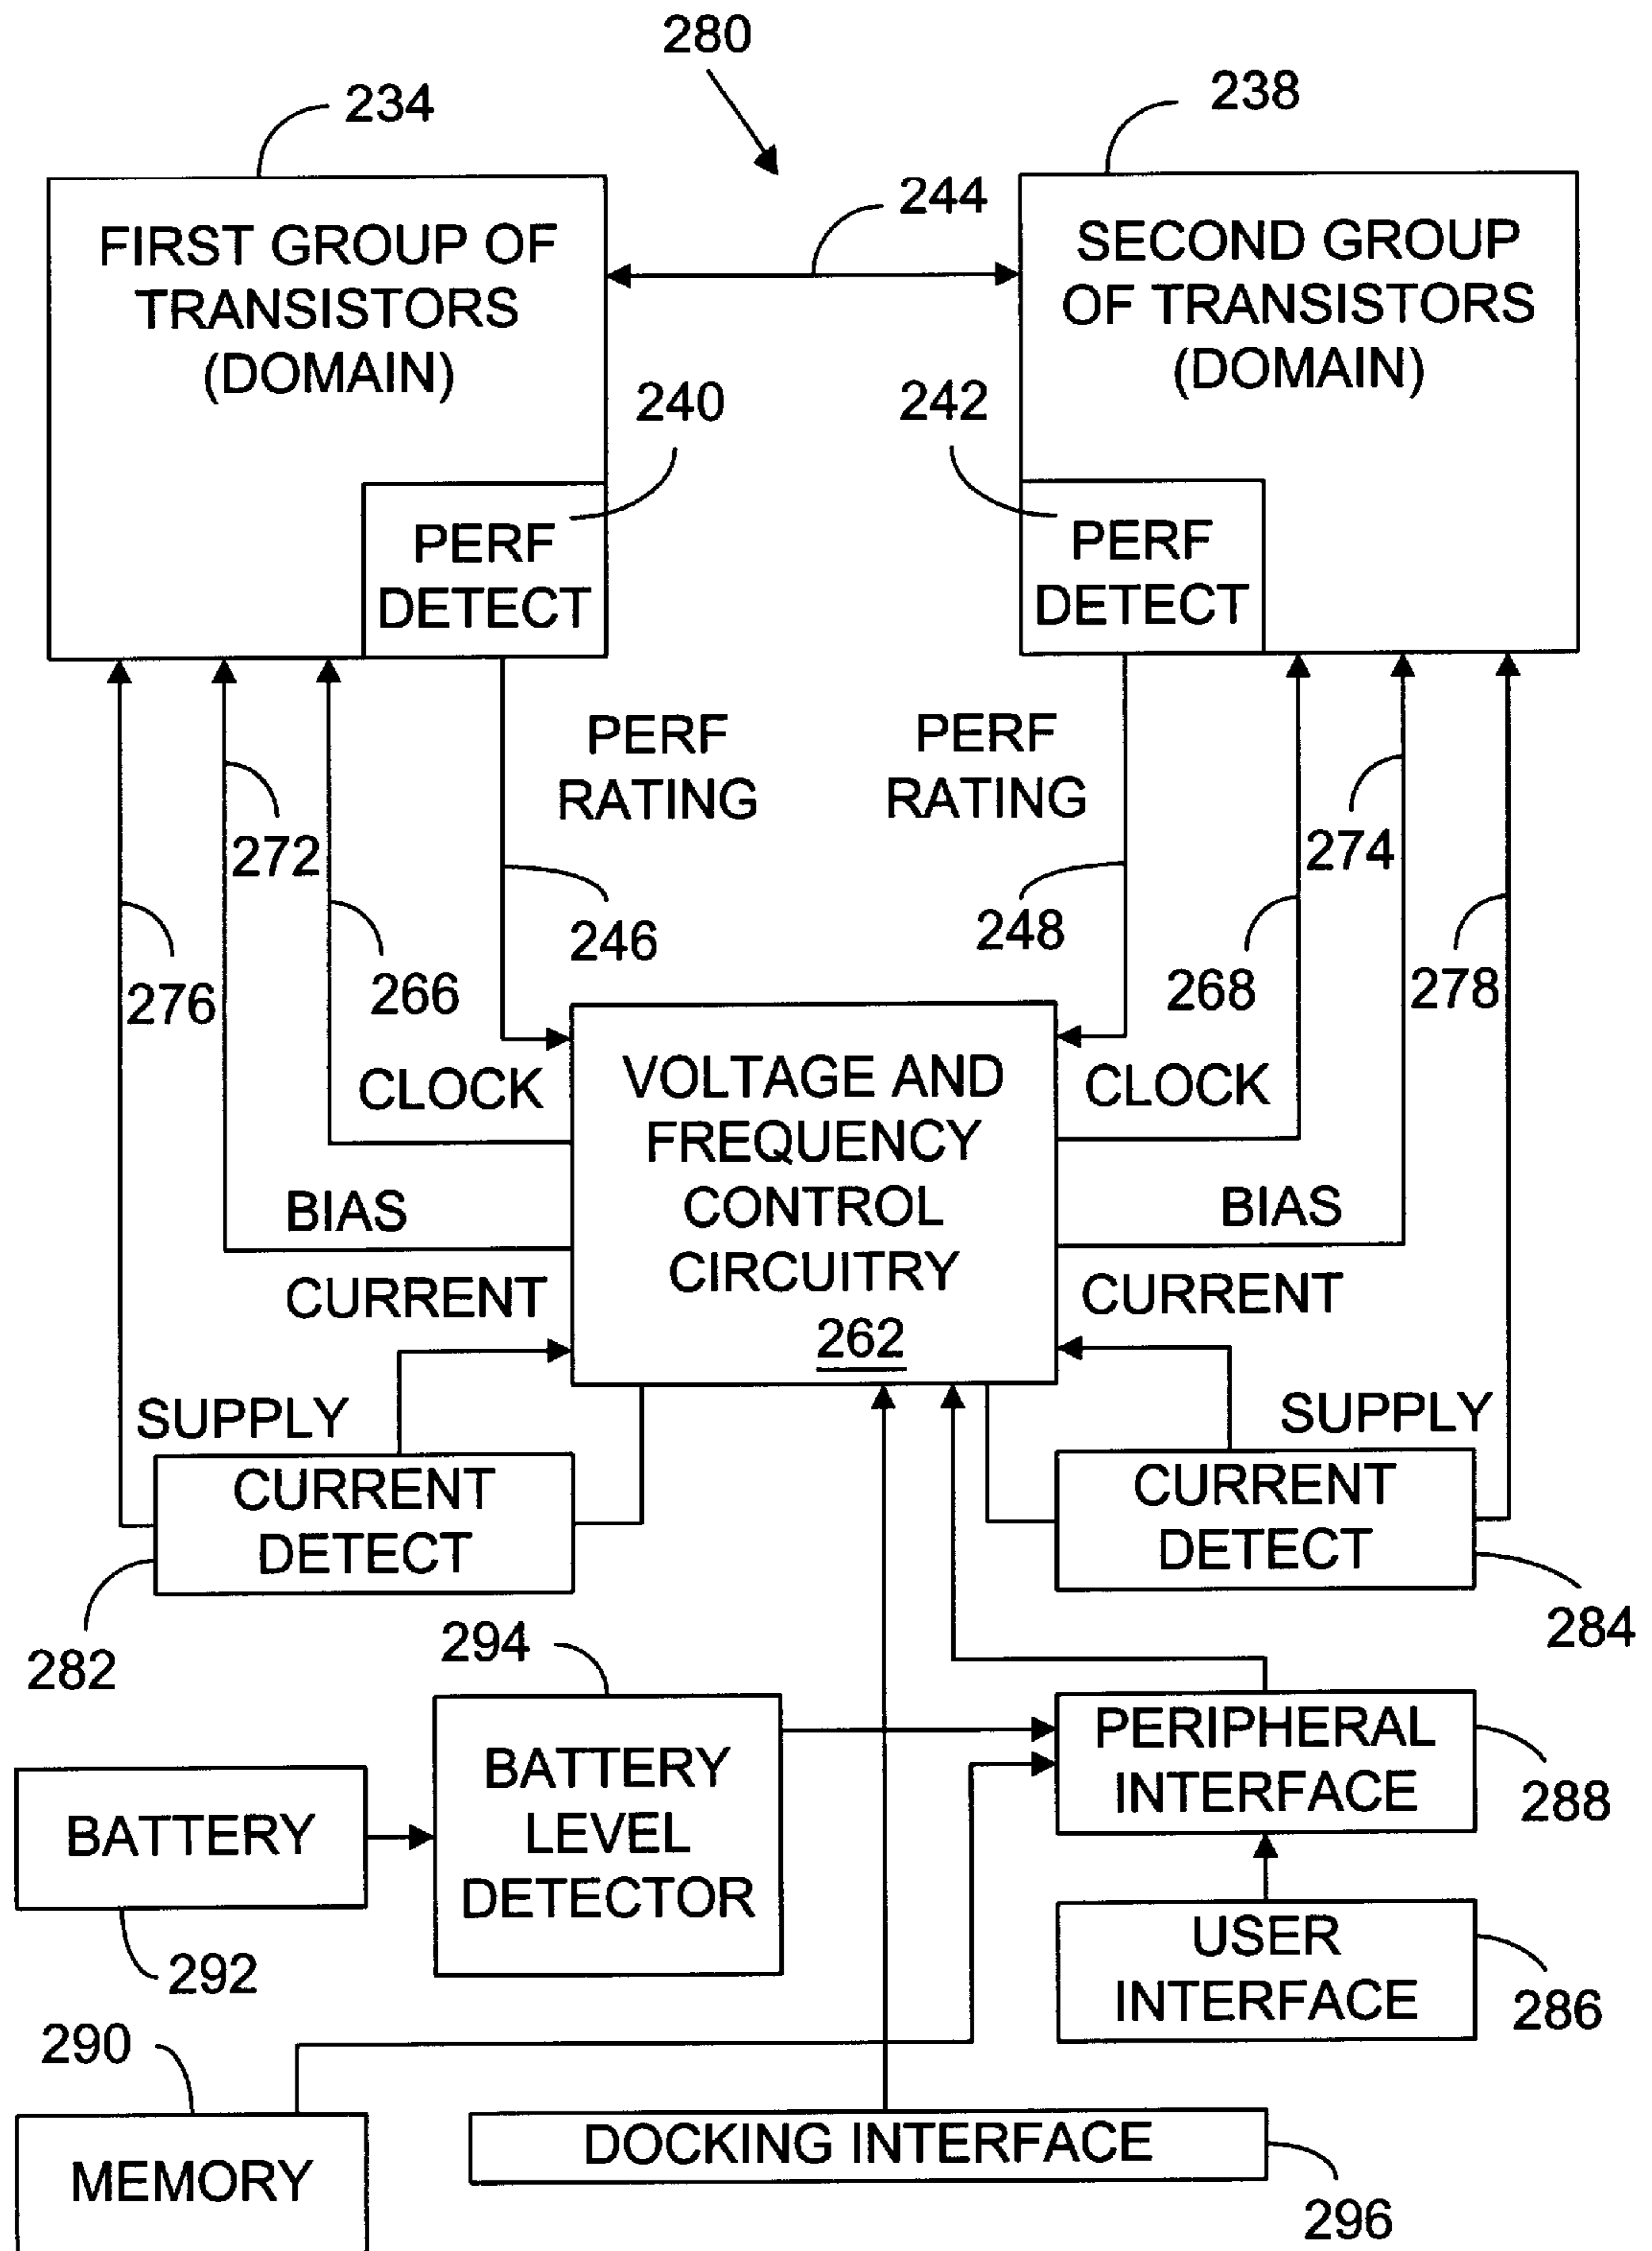 280
234
238
FIRST GROUP OF
TRANSISTORS
(DOMAIN)
244
SECOND GROUP
OF TRANSISTORS
(DOMAIN)
240
242
PERF
DETECT
PERF
DETECT
PERF
RATING
PERF
RATING
272
274
246
248
276
266
268
278
CLOCK
VOLTAGE AND
FREQUENCY
CONTROL
CIRCUITRY
262
CLOCK
BIAS
BIAS
CURRENT
CURRENT
SUPPLY
SUPPLY
CURRENT
DETECT
CURRENT
DETECT
282
284
294
BATTERY
BATTERY
LEVEL
DETECTOR
PERIPHERAL
INTERFACE
288
292
USER
INTERFACE
286
290
MEMORY
DOCKING INTERFACE
296